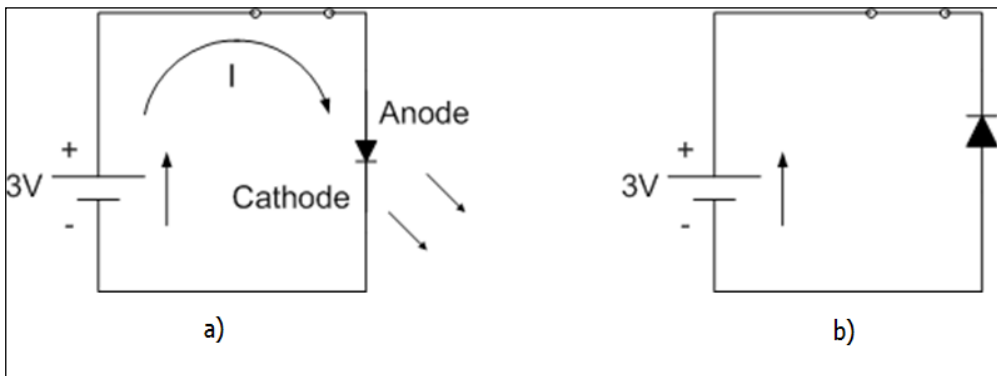 I
Anode
+
3V
Cathode
-
a)
+
3V
-
b)